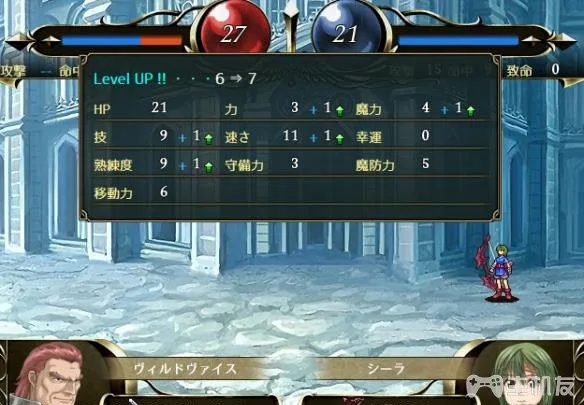 27 21
攻撃 -- 命中 攻撃 15 命中 致命 0
Level UP !! ・・・6 ⇒ 7
HP 21 力 3 +1 魔力 4 +1
技 9 +1 速さ 11 +1 幸運 0
熟練度 9 +1 守備力 3 魔防力 5
移動力 6
ヴィルドヴァイス シーラ
手机友